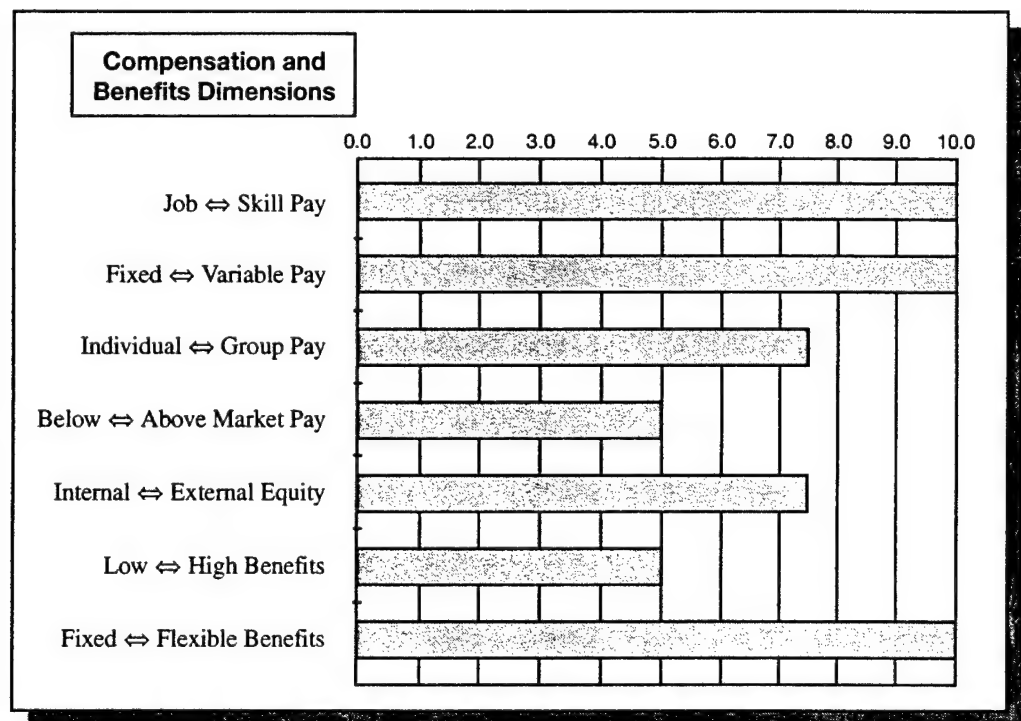 Compensation and
Benefits Dimensions
0.0 1.0 2.0 3.0 4.0 5.0 6.0 7.0 8.0 9.0 10.0
Job ⇔ Skill Pay
Fixed ⇔ Variable Pay
Individual ⇔ Group Pay
Below ⇔ Above Market Pay
Internal ⇔ External Equity
Low ⇔ High Benefits
Fixed ⇔ Flexible Benefits